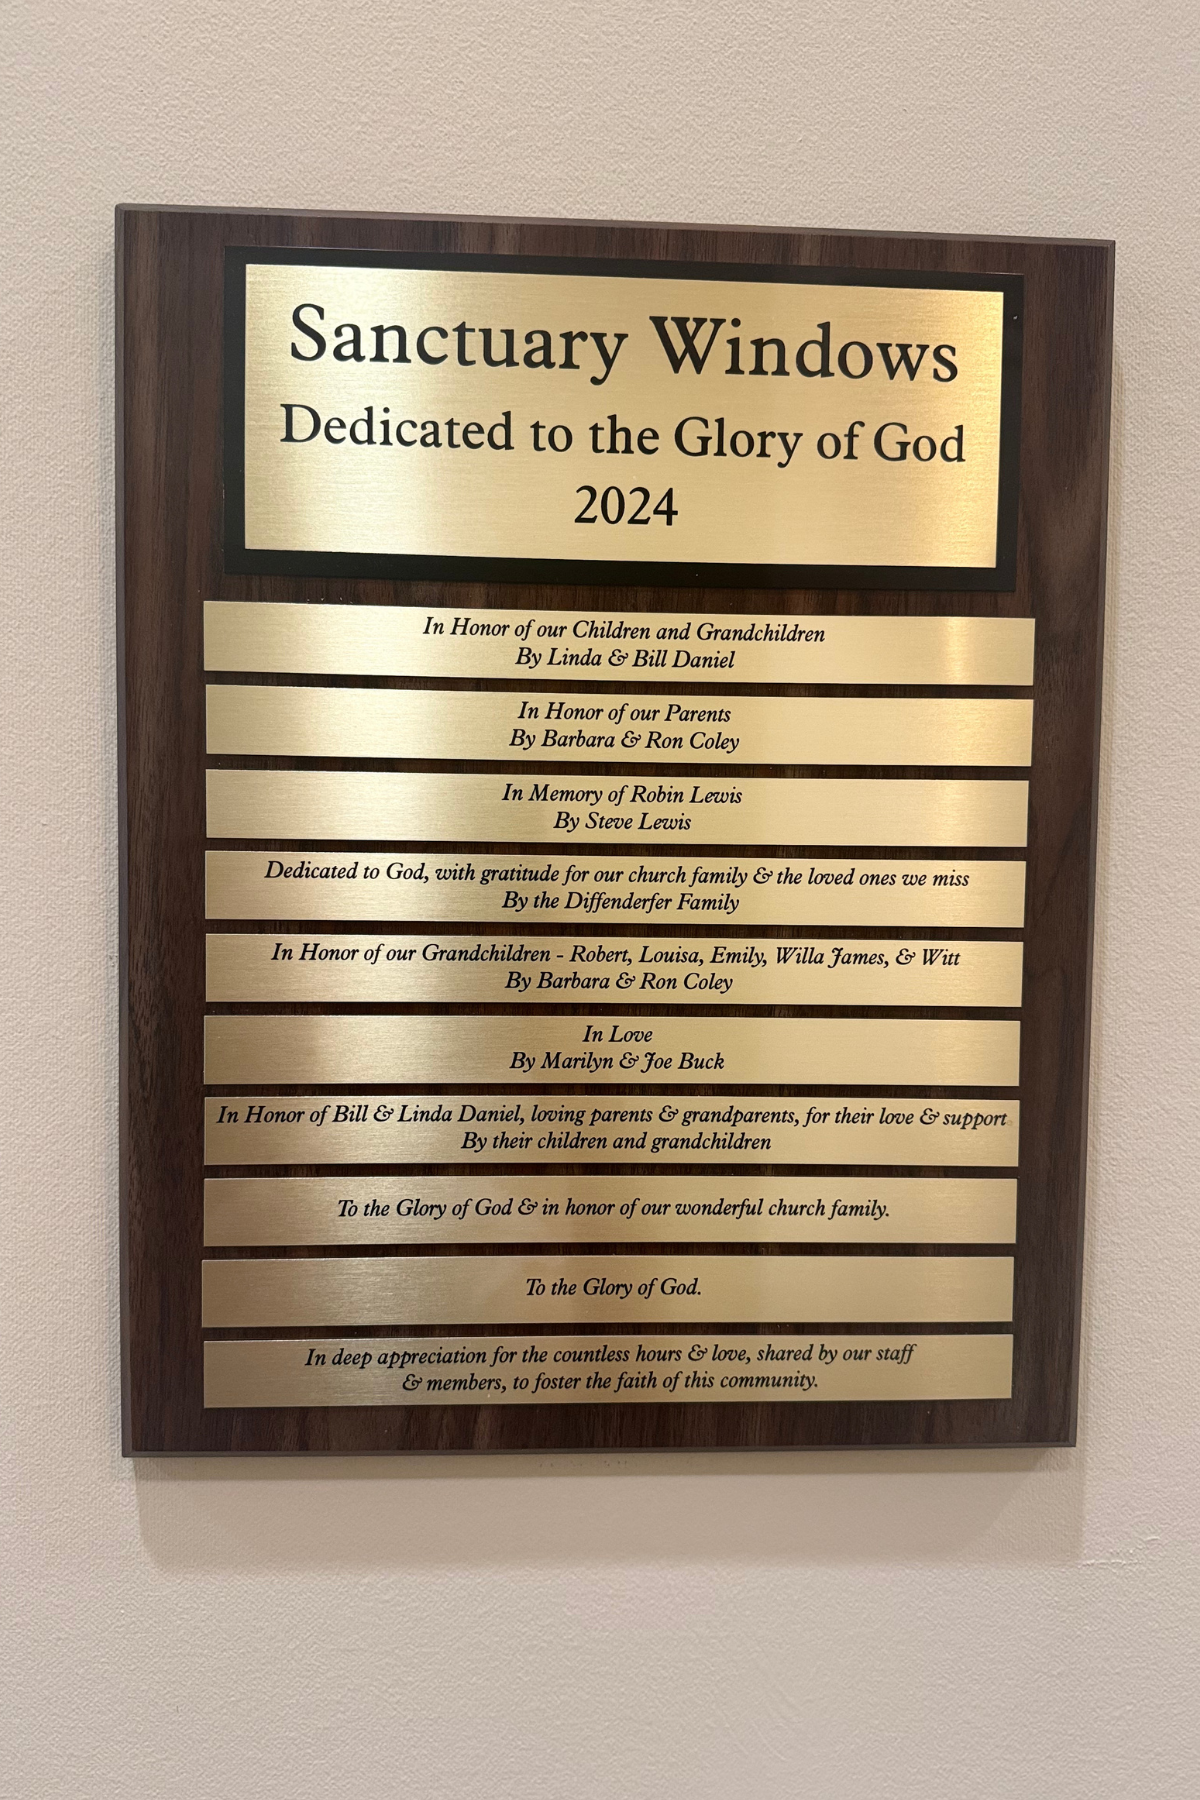 Sanctuary Windows
Dedicated to the Glory of God
2024
In Honor of our Children and Grandchildren
By Linda & Bill Daniel
In Honor of our Parents
By Barbara & Ron Coley
In Memory of Robin Lewis
By Steve Lewis
Dedicated to God, with gratitude for our church family & the loved ones we miss
By the Diffenderfer Family
In Honor of our Grandchildren - Robert, Louisa, Emily, Willa James, & Witt
By Barbara & Ron Coley
In Love
By Marilyn & Joe Buck
In Honor of Bill & Linda Daniel, loving parents & grandparents, for their love & support
By their children and grandchildren
To the Glory of God & in honor of our wonderful church family.
To the Glory of God.
In deep appreciation for the countless hours & love, shared by our staff
& members, to foster the faith of this community.